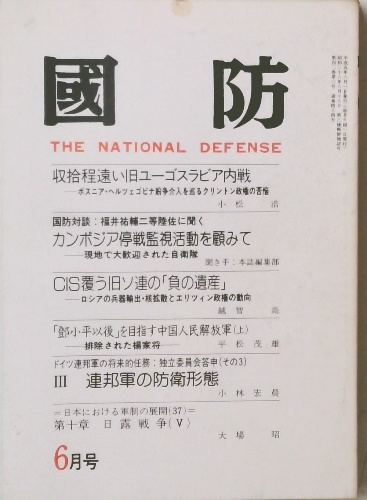 國防
THE NATIONAL DEFENSE
収拾程遠い旧ユーゴスラビア内戦
──ボスニア・ヘルツェゴビナ紛争介入を巡るクリントン政権の苦悩
小松 浩
国防対談:福井祐輔二等陸佐に聞く
カンボジア停戦監視活動を顧みて
──現地で大歓迎された自衛隊
聞き手:本誌編集部
CIS覆う旧ソ連の「負の遺産」
──ロシアの兵器輸出・核拡散とエリツィン政権の動向
「鄧小平以後」を目指す中国人民解放軍(上)
──排除された楊家将──
平松茂雄
ドイツ連邦軍の将来的任務:独立委員会答申(その3)
III 連邦軍の防衛形態
小林宏晨
=日本における軍制の展開(37)=
第十章 日露戦争(V)
大場 昭
6月号